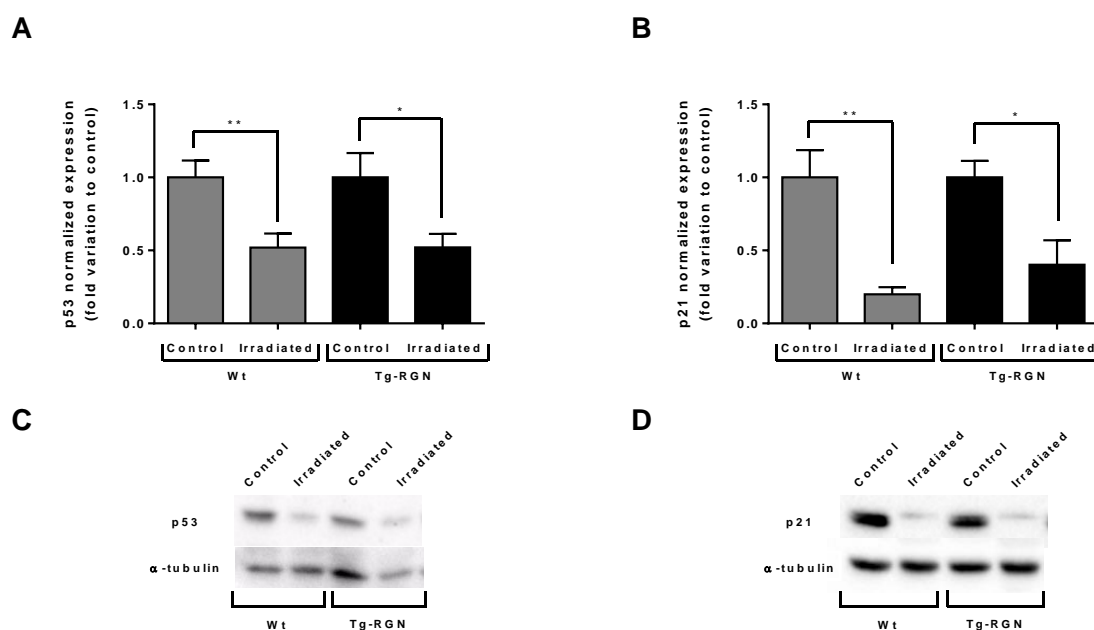 A
B
p53 normalized expression
(fold variation to control)
1.5
1.0
0.5
0.0
**
*
Control Irradiated Control Irradiated
Wt Tg-RGN
p21 normalized expression
(fold variation to control)
1.5
1.0
0.5
0.0
**
*
Control Irradiated Control Irradiated
Wt Tg-RGN
C
Control Irradiated Control Irradiated
p53
α-tubulin
Wt Tg-RGN
D
Control Irradiated Control Irradiated
p21
α-tubulin
Wt Tg-RGN